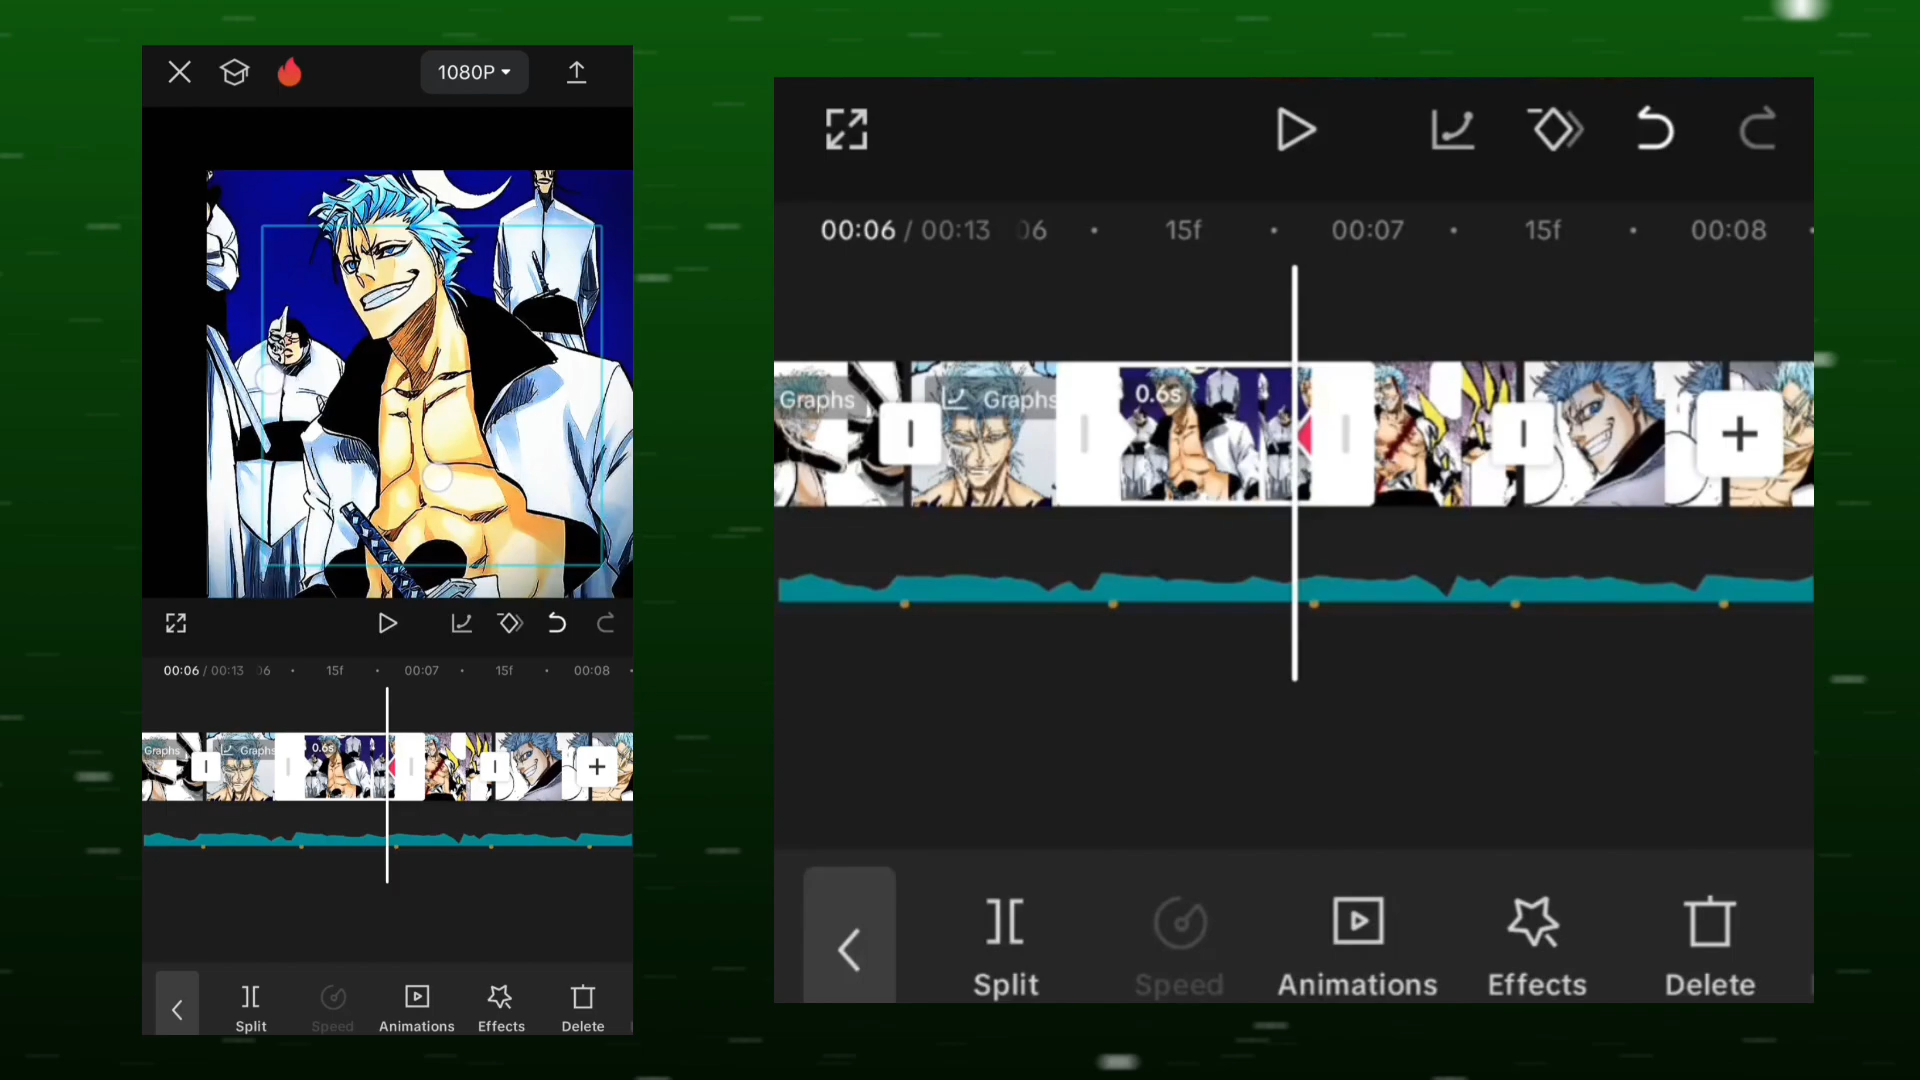 1080P
00:06 / 00:13 06 15f 00:07 15f 00:08
Graphs Graphs 0.6s
Split Speed Animations Effects Delete
00:06 / 00:13 06 15f 00:07 15f 00:08
Graphs Graphs 0.6s
Split Speed Animations Effects Delete